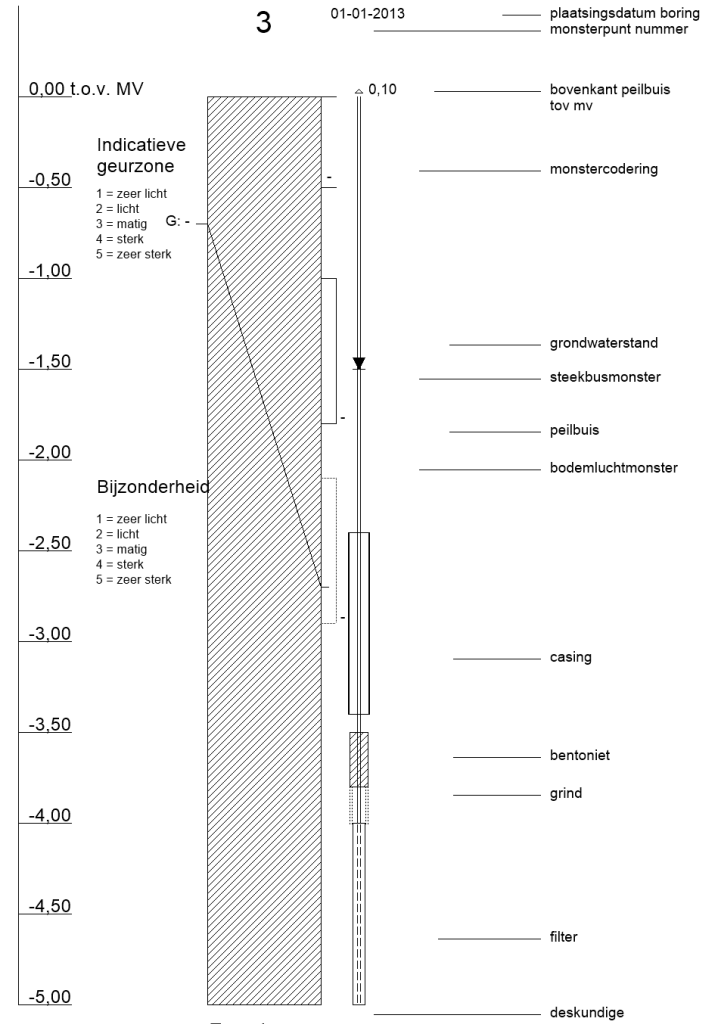 3
01-01-2013
plaatsingsdatum boring
monsterpunt nummer
0,00 t.o.v. MV
0,10
bovenkant peilbuis
tov mv
Indicatieve
geurzone
1 = zeer licht
2 = licht
3 = matig
4 = sterk
5 = zeer sterk
G: -
-
monstercodering
-0,50
-1,00
grondwaterstand
-1,50
steekbusmonster
-
peilbuis
-2,00
bodemluchtmonster
Bijzonderheid
1 = zeer licht
2 = licht
3 = matig
4 = sterk
5 = zeer sterk
-2,50
-
-3,00
casing
-3,50
bentoniet
grind
-4,00
-4,50
filter
-5,00
deskundige